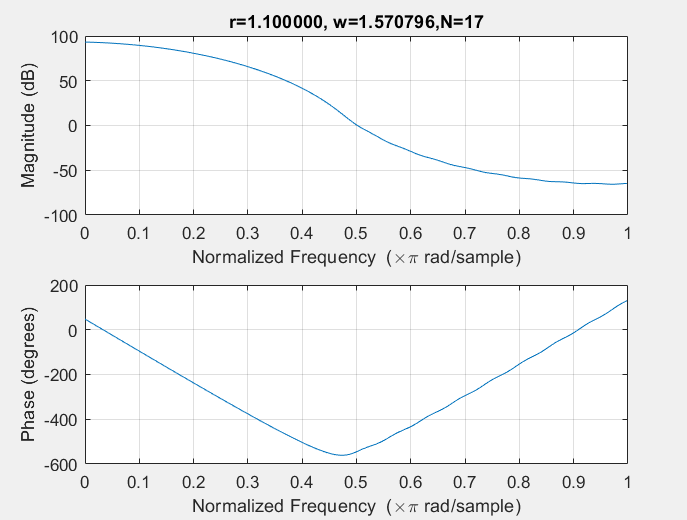 r=1.100000, w=1.570796,N=17
100
50
0
-50
-100
Magnitude (dB)
0 0.1 0.2 0.3 0.4 0.5 0.6 0.7 0.8 0.9 1
Normalized Frequency (×π rad/sample)
200
0
-200
-400
-600
Phase (degrees)
0 0.1 0.2 0.3 0.4 0.5 0.6 0.7 0.8 0.9 1
Normalized Frequency (×π rad/sample)